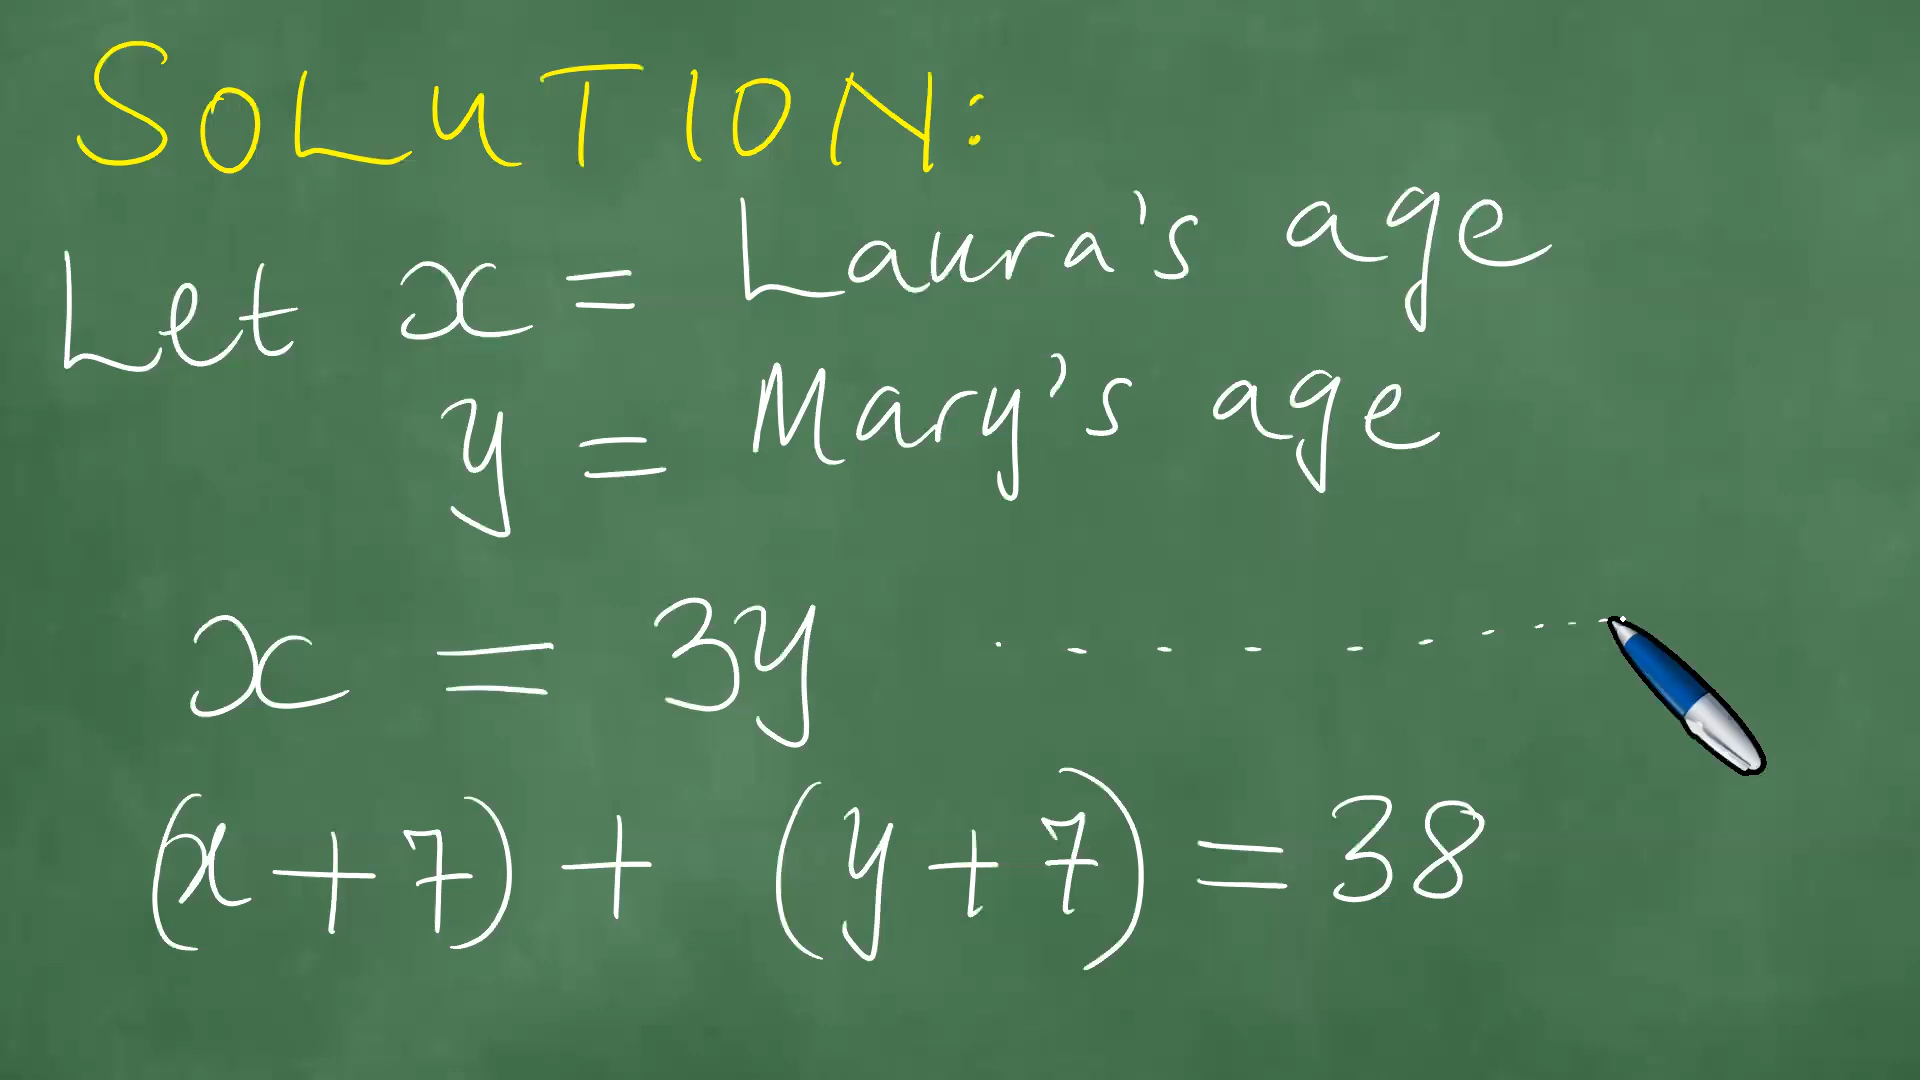 SOLUTION:
Let x = Laura's age
y = Mary's age
x = 3y .........
(x+7) + (y+7) = 38